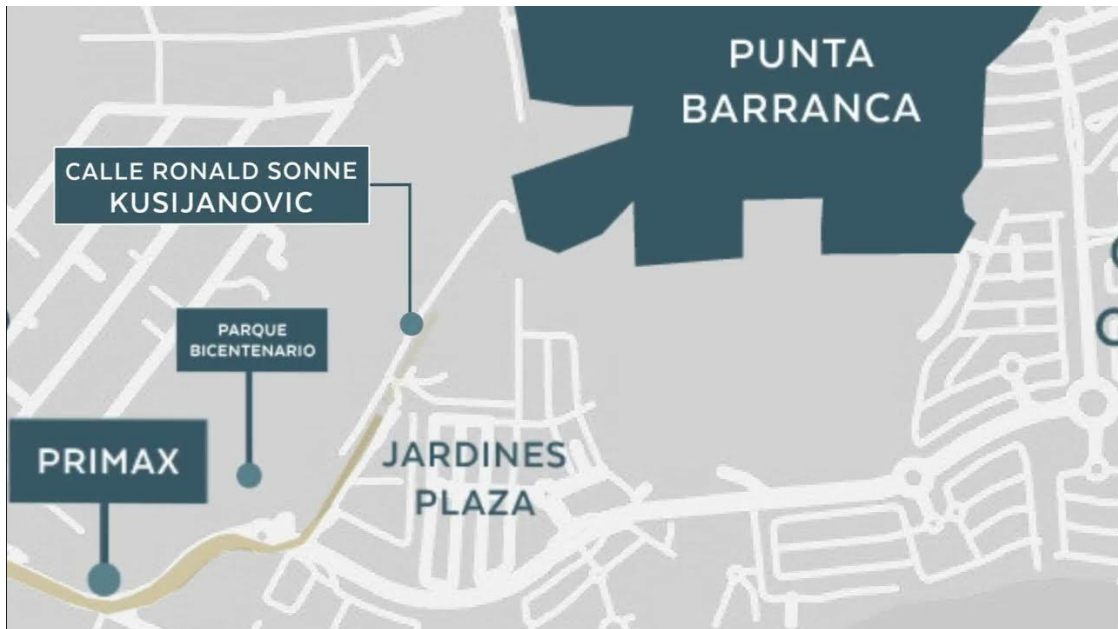 PUNTA
BARRANCA
CALLE RONALD SONNE
KUSIJANOVIC
PARQUE
BICENTENARIO
PRIMAX
JARDINES
PLAZA